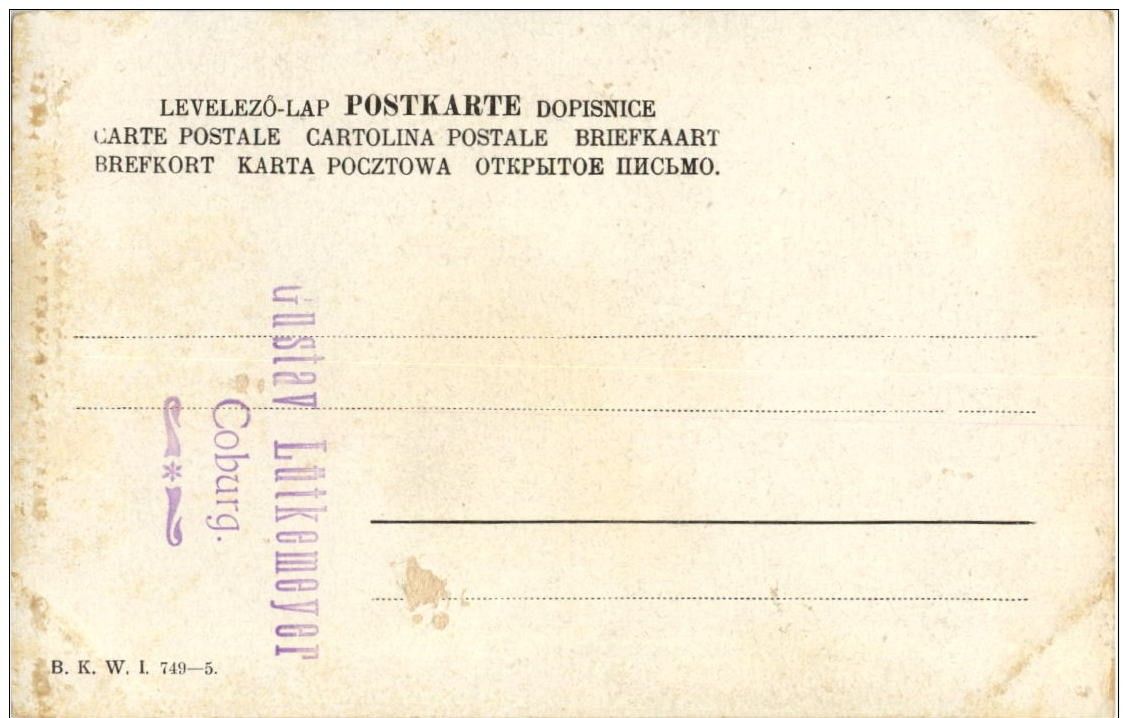 LEVELEZŐ-LAP POSTKARTE DOPISNICE
CARTE POSTALE CARTOLINA POSTALE BRIEFKAART
BREFKORT KARTA POCZTOWA ОТКРЫТОЕ ПИСЬМО.
Gustav Lütkemeyer
Coburg.
B. K. W. I. 749—5.